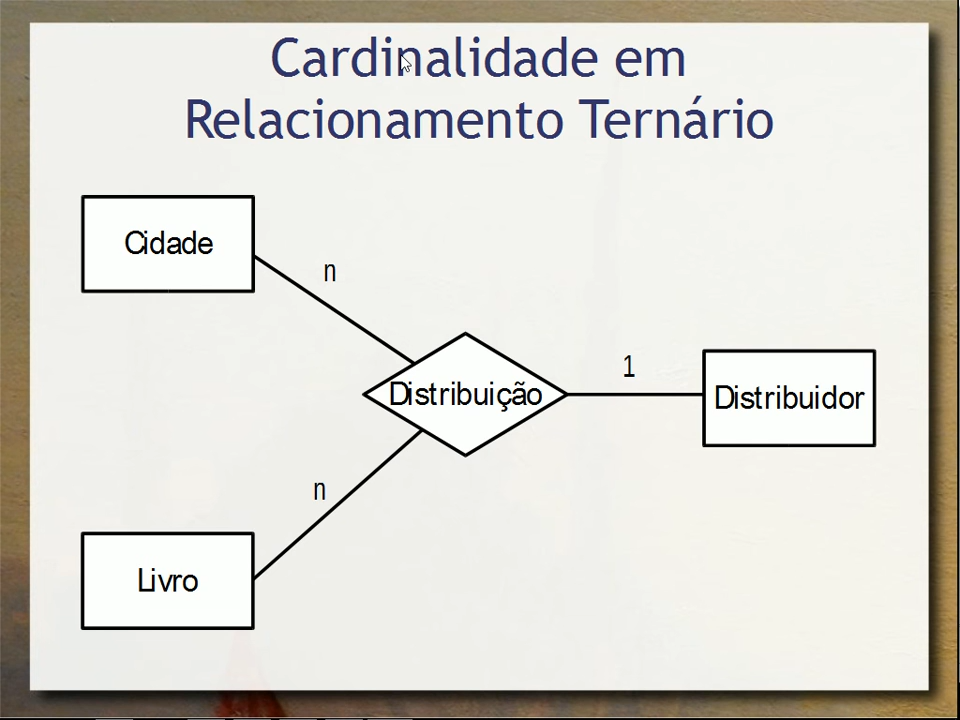 Cardinalidade em
Relacionamento Ternário
Cidade
n
Distribuição
1
Distribuidor
n
Livro